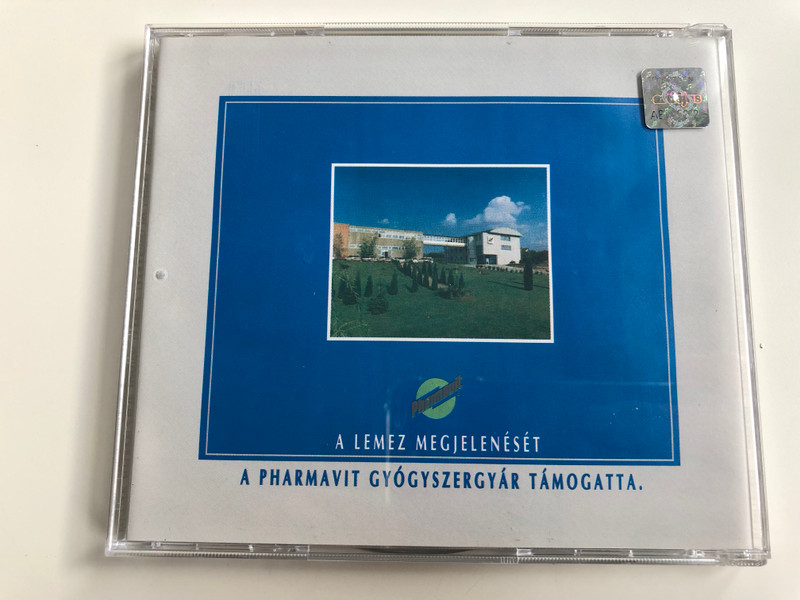 Pharmavit
A LEMEZ MEGJELENÉSÉT
A PHARMAVIT GYÓGYSZERGYÁR TÁMOGATTA.